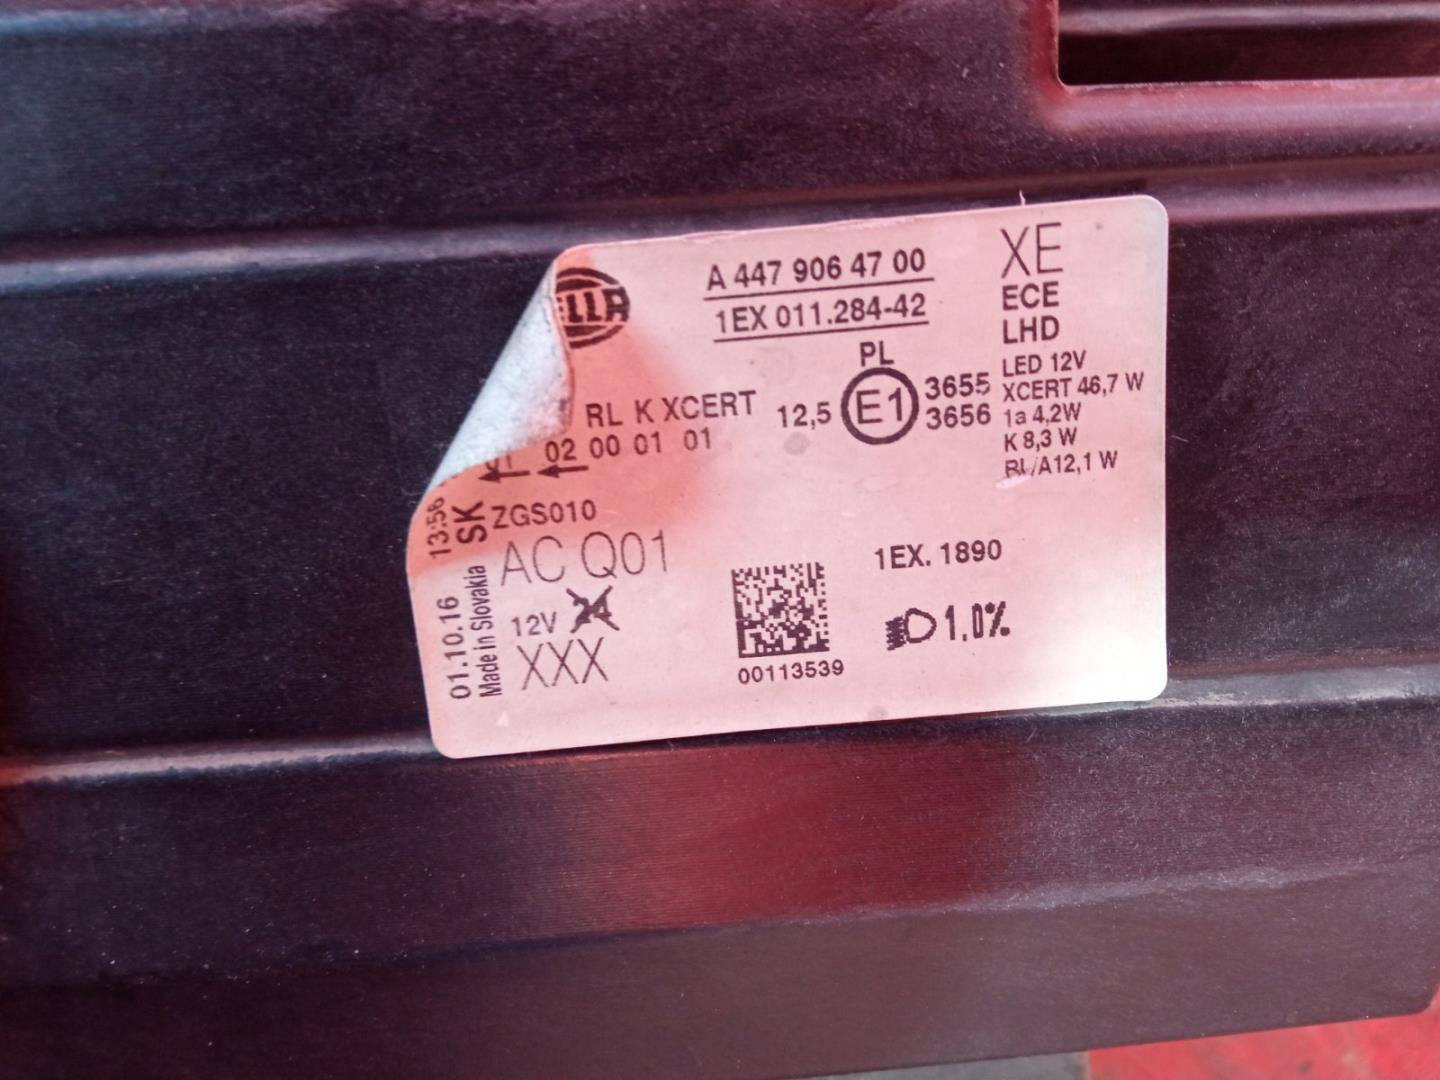 A 447 906 47 00
1EX 011.284-42
XE
ECE
LHD
LED 12V
XCERT 46,7 W
1a 4,2W
K 8,3 W
RL/A12,1 W
PL
12,5 E1 3655
3656
RL K XCERT
02 00 01 01
ZGS010
AC Q01
12V
XXX
13:56
SK
01.10.16
Made in Slovakia
00113539
1EX. 1890
1,0%